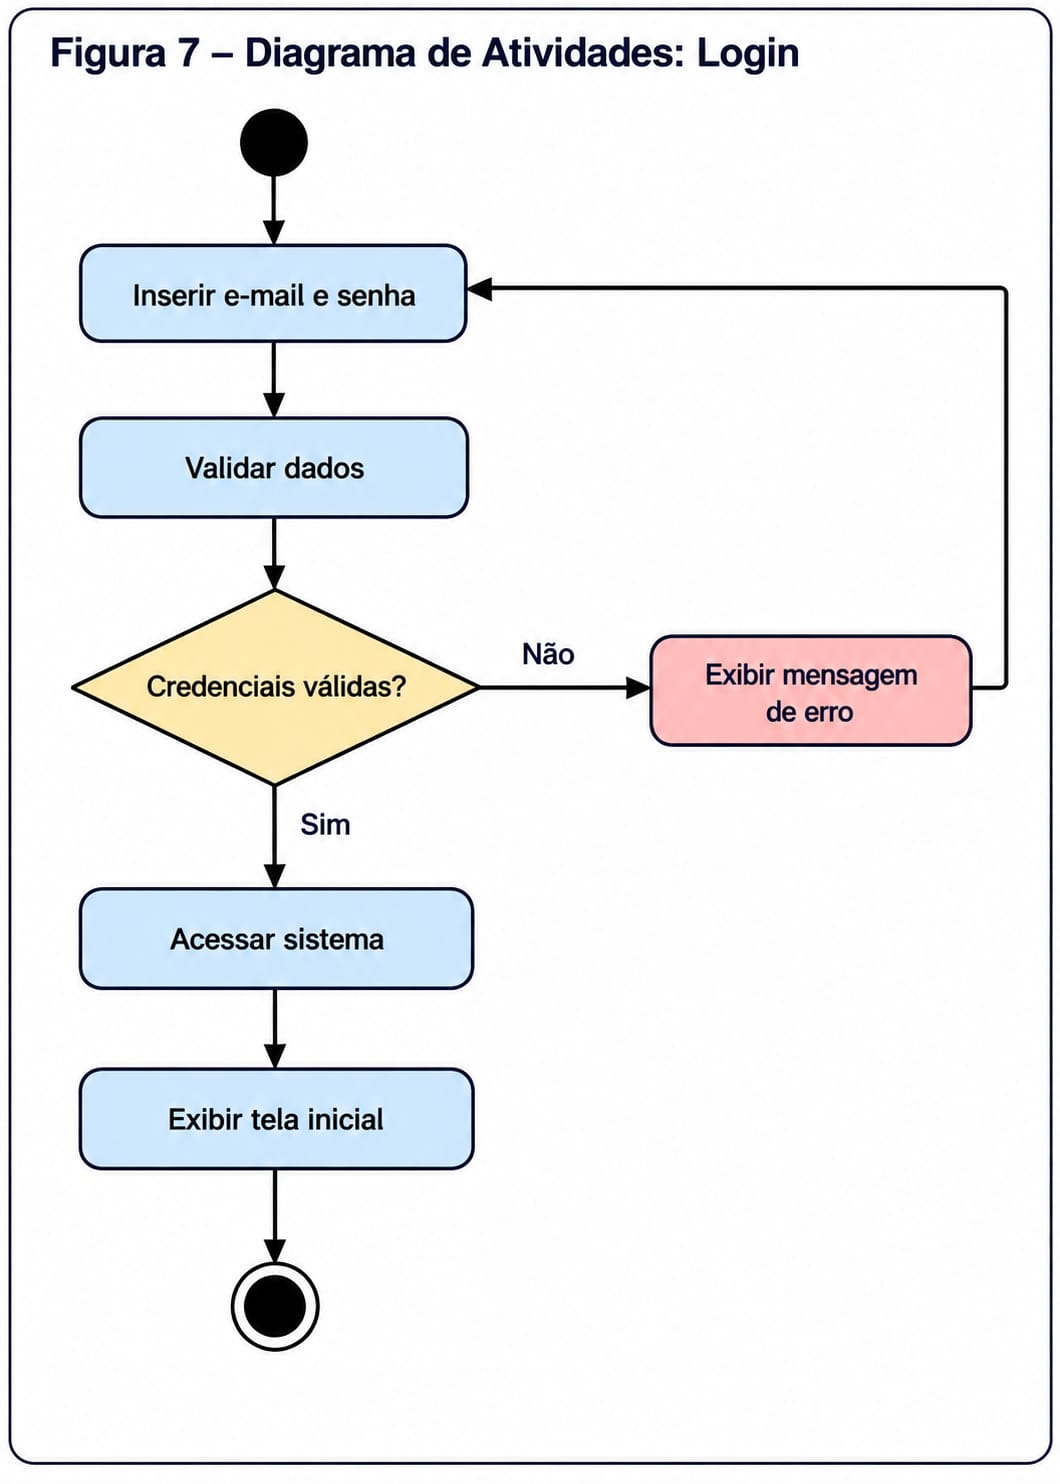 Figura 7 – Diagrama de Atividades: Login
Inserir e-mail e senha
Validar dados
Credenciais válidas?
Não
Exibir mensagem
de erro
Sim
Acessar sistema
Exibir tela inicial